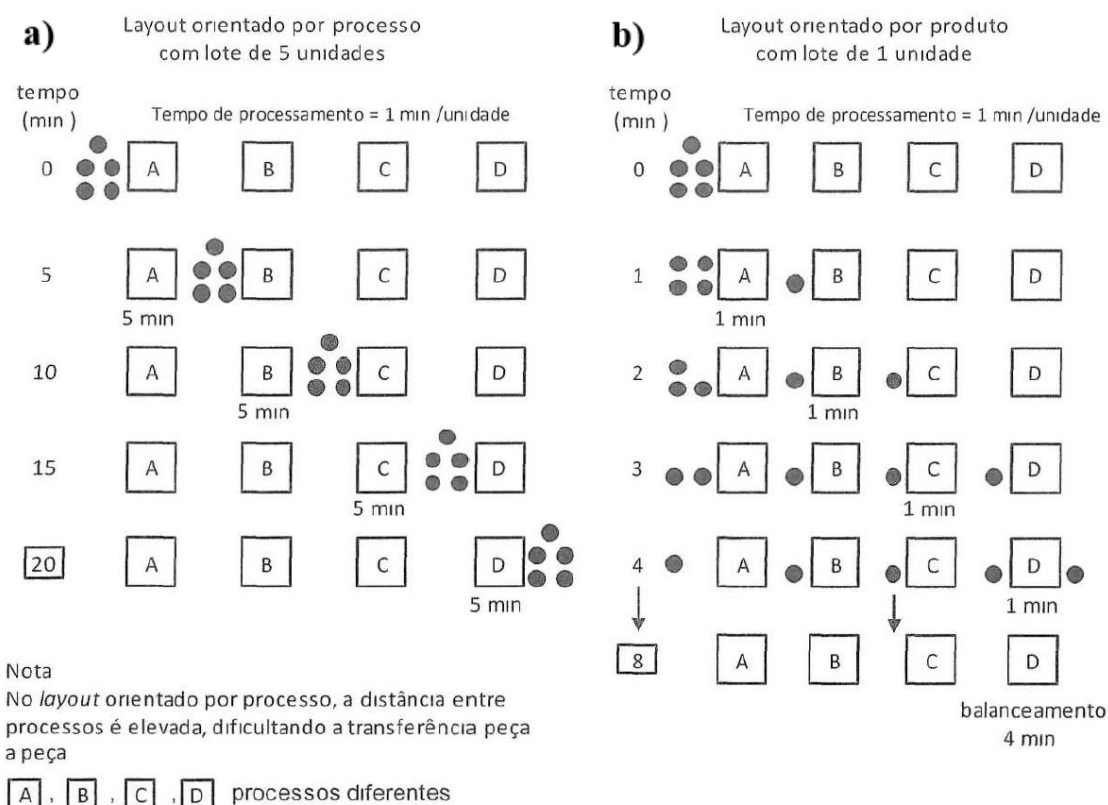 a)
Layout orientado por processo
com lote de 5 unidades
tempo
(min )
Tempo de processamento = 1 min /unidade
0 A B C D
5 A B C D
5 min
10 A B C D
5 min
15 A B C D
5 min
20 A B C D
5 min
Nota
No layout orientado por processo, a distância entre
processos é elevada, dificultando a transferência peça
a peça
A , B , C , D processos diferentes
b)
Layout orientado por produto
com lote de 1 unidade
tempo
(min )
Tempo de processamento = 1 min /unidade
0 A B C D
1 A B C D
1 min
2 A B C D
1 min
3 A B C D
1 min
4 A B C D
1 min
8 A B C D
balanceamento
4 min